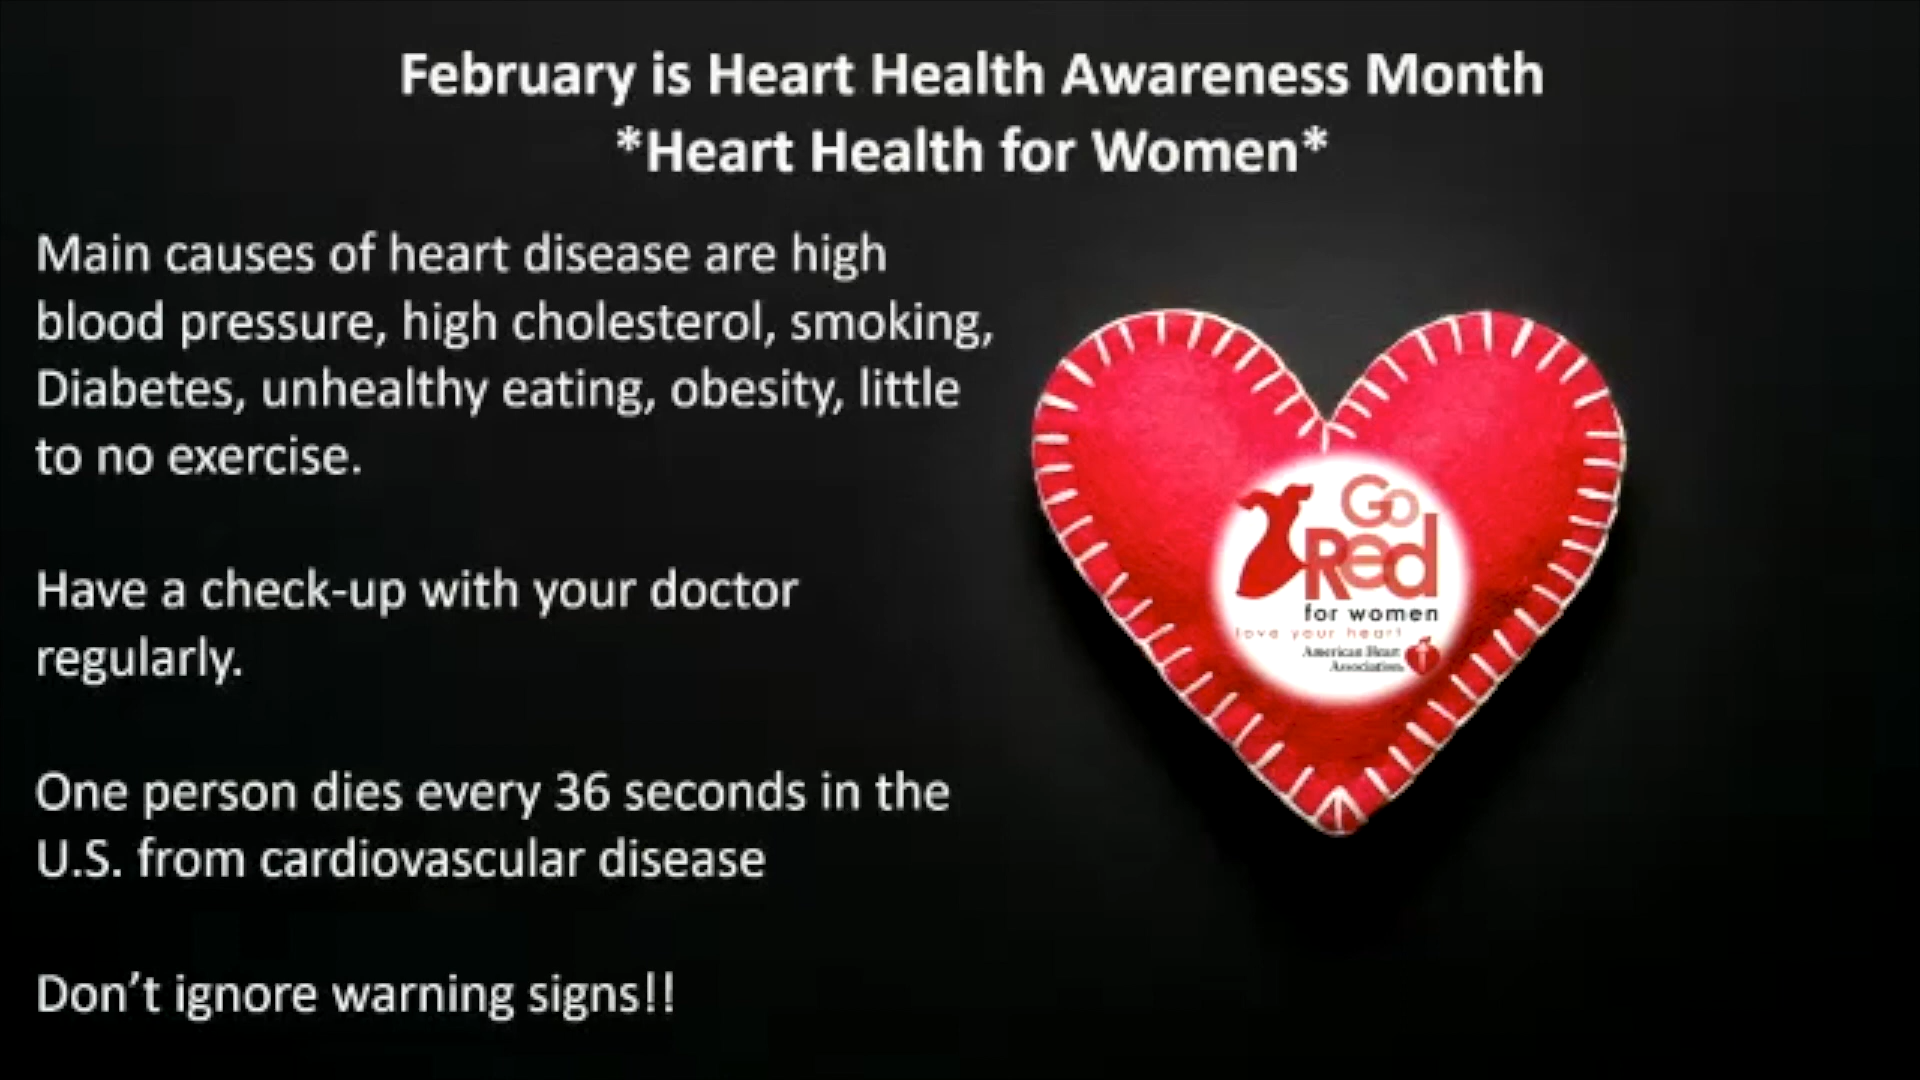 February is Heart Health Awareness Month
*Heart Health for Women*
Main causes of heart disease are high
blood pressure, high cholesterol, smoking,
Diabetes, unhealthy eating, obesity, little
to no exercise.
Have a check-up with your doctor
regularly.
One person dies every 36 seconds in the
U.S. from cardiovascular disease
Don’t ignore warning signs!!
Go
Red
for women
love your heart
American Heart
Association